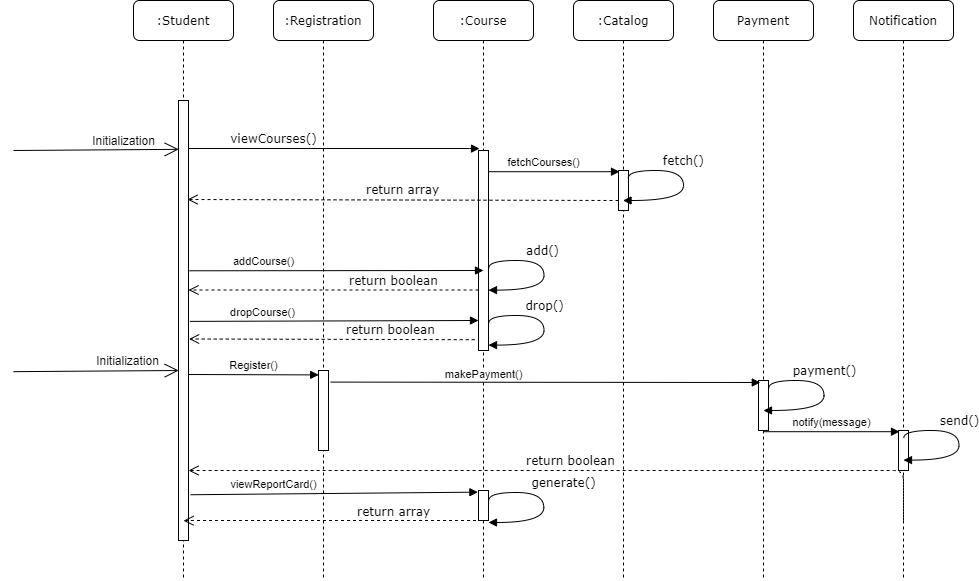 :Student
:Registration
:Course
:Catalog
Payment
Notification
Initialization
viewCourses()
fetchCourses()
fetch()
return array
add()
addCourse()
return boolean
drop()
dropCourse()
return boolean
Initialization
Register()
makePayment()
payment()
notify(message)
send()
return boolean
viewReportCard()
generate()
return array